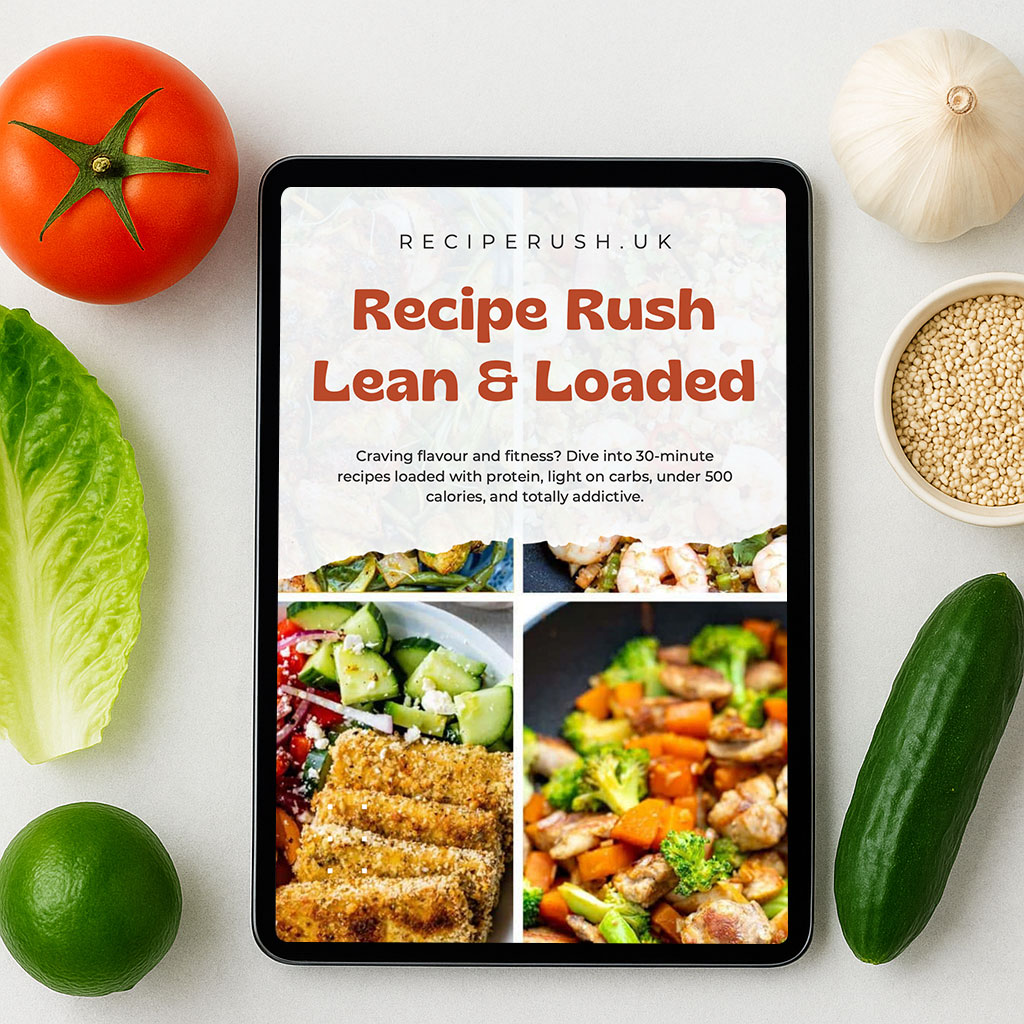 RECIPERUSH.UK
Recipe Rush
Lean & Loaded
Craving flavour and fitness? Dive into 30-minute
recipes loaded with protein, light on carbs, under 500
calories, and totally addictive.